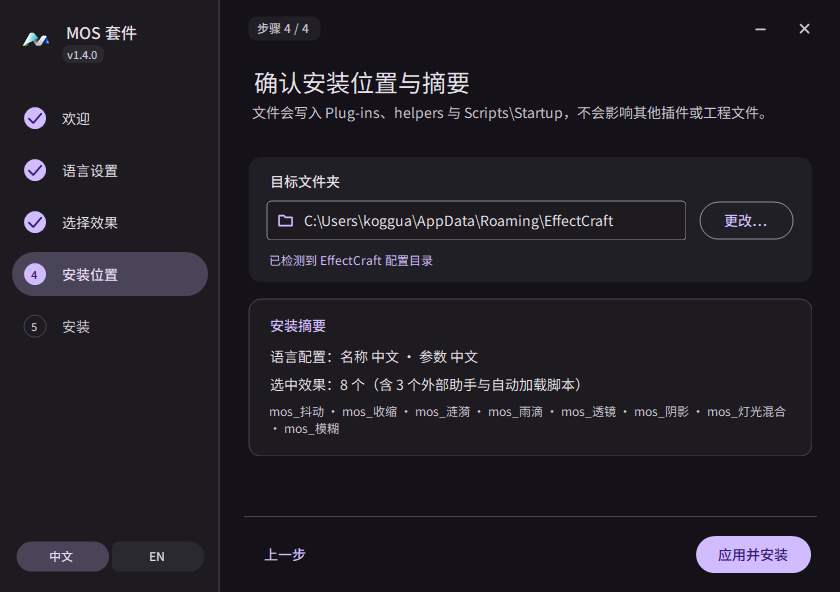 MOS 套件
v1.4.0
欢迎
语言设置
选择效果
4 安装位置
5 安装
中文
EN
步骤 4 / 4
确认安装位置与摘要
文件会写入 Plug-ins、helpers 与 Scripts\Startup，不会影响其他插件或工程文件。
目标文件夹
C:\Users\koggua\AppData\Roaming\EffectCraft
更改...
已检测到 EffectCraft 配置目录
安装摘要
语言配置：名称 中文 · 参数 中文
选中效果：8 个（含 3 个外部助手与自动加载脚本）
mos_抖动 · mos_收缩 · mos_涟漪 · mos_雨滴 · mos_透镜 · mos_阴影 · mos_灯光混合
· mos_模糊
上一步
应用并安装